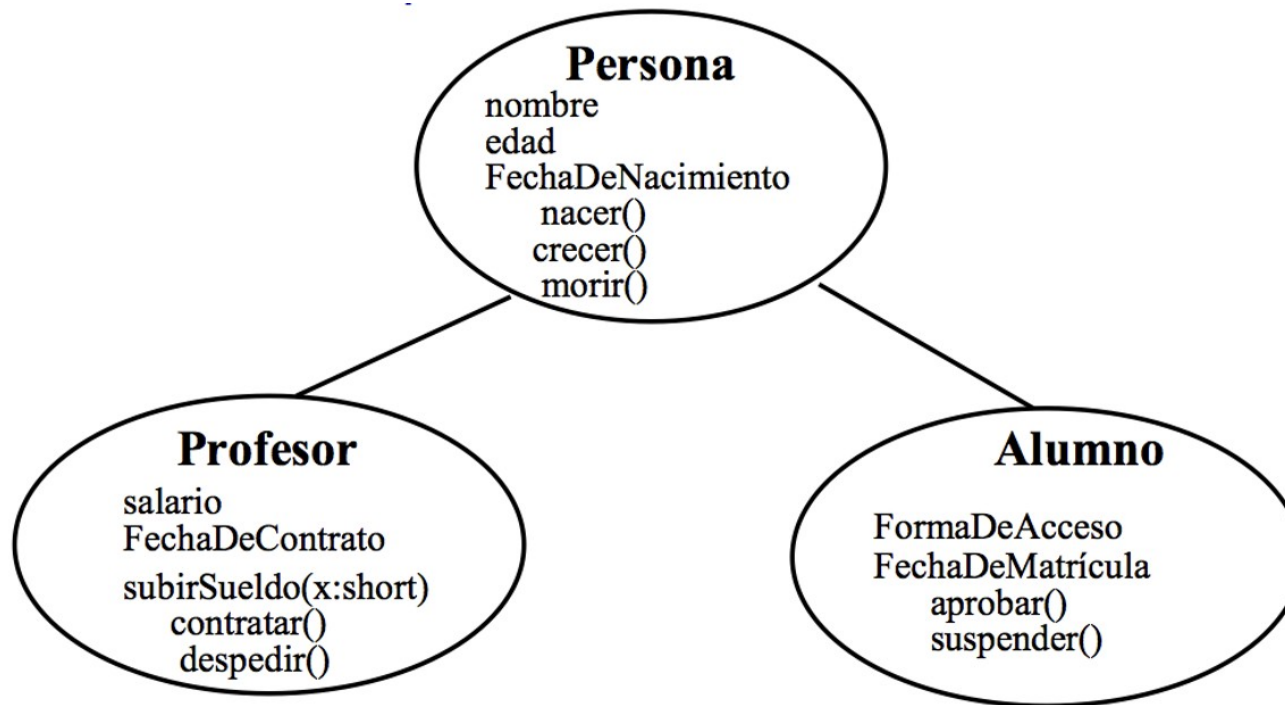 Persona
nombre
edad
FechaDeNacimiento
nacer()
crecer()
morir()
Profesor
salario
FechaDeContrato
subirSueldo(x:short)
contratar()
despedir()
Alumno
FormaDeAcceso
FechaDeMatrícula
aprobar()
suspender()